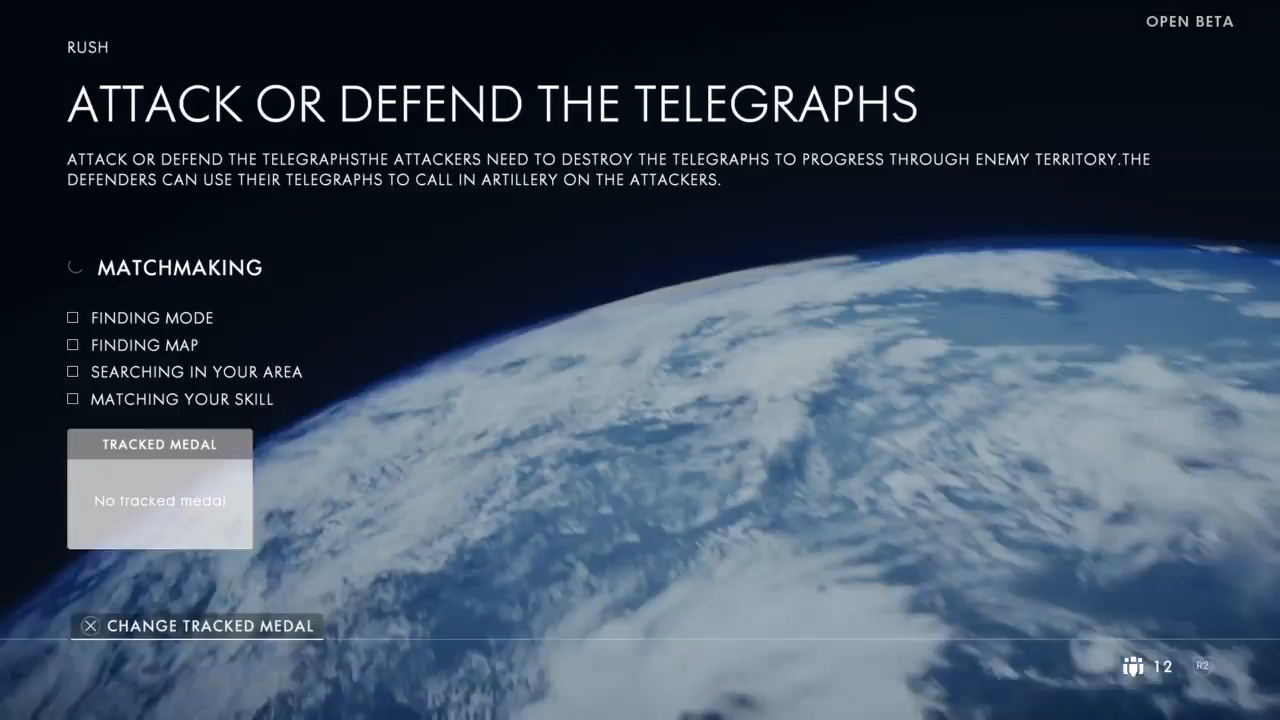 OPEN BETA
RUSH
ATTACK OR DEFEND THE TELEGRAPHS
ATTACK OR DEFEND THE TELEGRAPHSTHE ATTACKERS NEED TO DESTROY THE TELEGRAPHS TO PROGRESS THROUGH ENEMY TERRITORY.THE
DEFENDERS CAN USE THEIR TELEGRAPHS TO CALL IN ARTILLERY ON THE ATTACKERS.
MATCHMAKING
FINDING MODE
FINDING MAP
SEARCHING IN YOUR AREA
MATCHING YOUR SKILL
TRACKED MEDAL
No tracked medal
CHANGE TRACKED MEDAL
12 R2